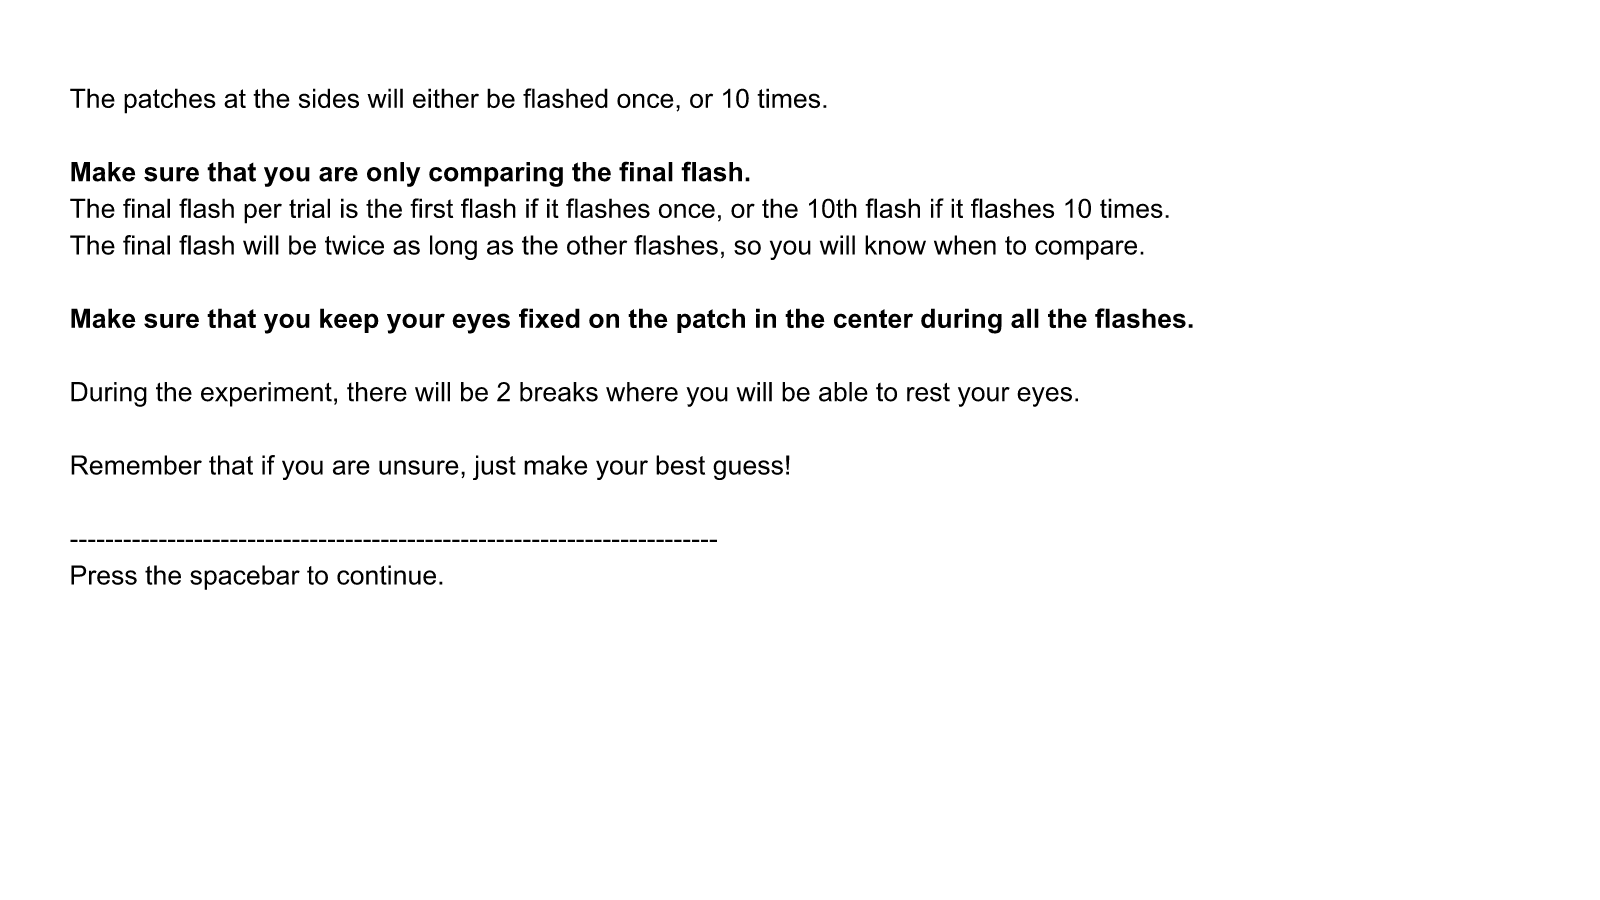 The patches at the sides will either be flashed once, or 10 times.
Make sure that you are only comparing the final flash.
The final flash per trial is the first flash if it flashes once, or the 10th flash if it flashes 10 times.
The final flash will be twice as long as the other flashes, so you will know when to compare.
Make sure that you keep your eyes fixed on the patch in the center during all the flashes.
During the experiment, there will be 2 breaks where you will be able to rest your eyes.
Remember that if you are unsure, just make your best guess!
-------------------------------------------------------------------------
Press the spacebar to continue.